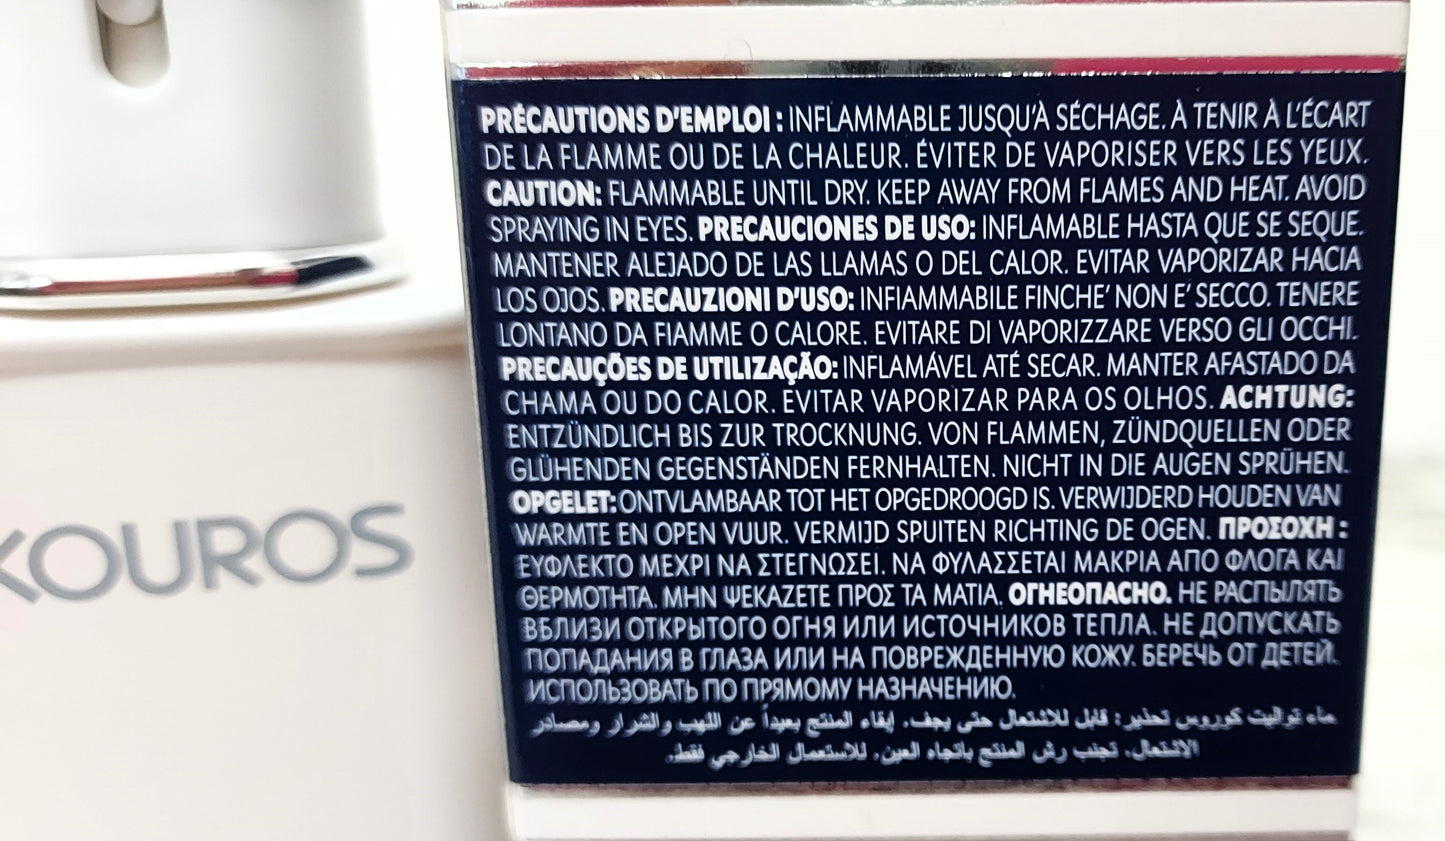 KOUROS
PRÉCAUTIONS D'EMPLOI : INFLAMMABLE JUSQU'À SÉCHAGE. À TENIR À L'ÉCART
DE LA FLAMME OU DE LA CHALEUR. ÉVITER DE VAPORISER VERS LES YEUX.
CAUTION: FLAMMABLE UNTIL DRY. KEEP AWAY FROM FLAMES AND HEAT. AVOID
SPRAYING IN EYES. PRECAUCIONES DE USO: INFLAMABLE HASTA QUE SE SEQUE.
MANTENER ALEJADO DE LAS LLAMAS O DEL CALOR. EVITAR VAPORIZAR HACIA
LOS OJOS. PRECAUZIONI D'USO: INFIAMMABILE FINCHE' NON E' SECCO. TENERE
LONTANO DA FIAMME O CALORE. EVITARE DI VAPORIZZARE VERSO GLI OCCHI.
PRECAUÇÕES DE UTILIZAÇÃO: INFLAMÁVEL ATÉ SECAR. MANTER AFASTADO DA
CHAMA OU DO CALOR. EVITAR VAPORIZAR PARA OS OLHOS. ACHTUNG:
ENTZÜNDLICH BIS ZUR TROCKNUNG. VON FLAMMEN, ZÜNDQUELLEN ODER
GLÜHENDEN GEGENSTÄNDEN FERNHALTEN. NICHT IN DIE AUGEN SPRÜHEN.
OPGELET: ONTVLAMBAAR TOT HET OPGEDROOGD IS. VERWIJDERD HOUDEN VAN
WARMTE EN OPEN VUUR. VERMIJD SPUITEN RICHTING DE OGEN. ΠΡΟΣΟΧΗ :
ΕΥΦΛΕΚΤΟ ΜΕΧΡΙ ΝΑ ΣΤΕΓΝΩΣΕΙ. ΝΑ ΦΥΛΑΣΣΕΤΑΙ ΜΑΚΡΙΑ ΑΠΟ ΦΛΟΓΑ ΚΑΙ
ΘΕΡΜΟΤΗΤΑ. ΜΗΝ ΨΕΚΑΖΕΤΕ ΠΡΟΣ ΤΑ ΜΑΤΙΑ. ОГНЕОПАСНО. НЕ РАСПЫЛЯТЬ
ВБЛИЗИ ОТКРЫТОГО ОГНЯ ИЛИ ИСТОЧНИКОВ ТЕПЛА. НЕ ДОПУСКАТЬ
ПОПАДАНИЯ В ГЛАЗА ИЛИ НА ПОВРЕЖДЕННУЮ КОЖУ. БЕРЕЧЬ ОТ ДЕТЕЙ.
ИСПОЛЬЗОВАТЬ ПО ПРЯМОМУ НАЗНАЧЕНИЮ.
ماء تواليت كوروس تحذير: قابل للاشتعال حتى يجف. إبقاء المنتج بعيداً عن اللهب والشرار ومصادر
الاشتعال. تجنب رش المنتج باتجاه العين. للاستعمال الخارجي فقط.